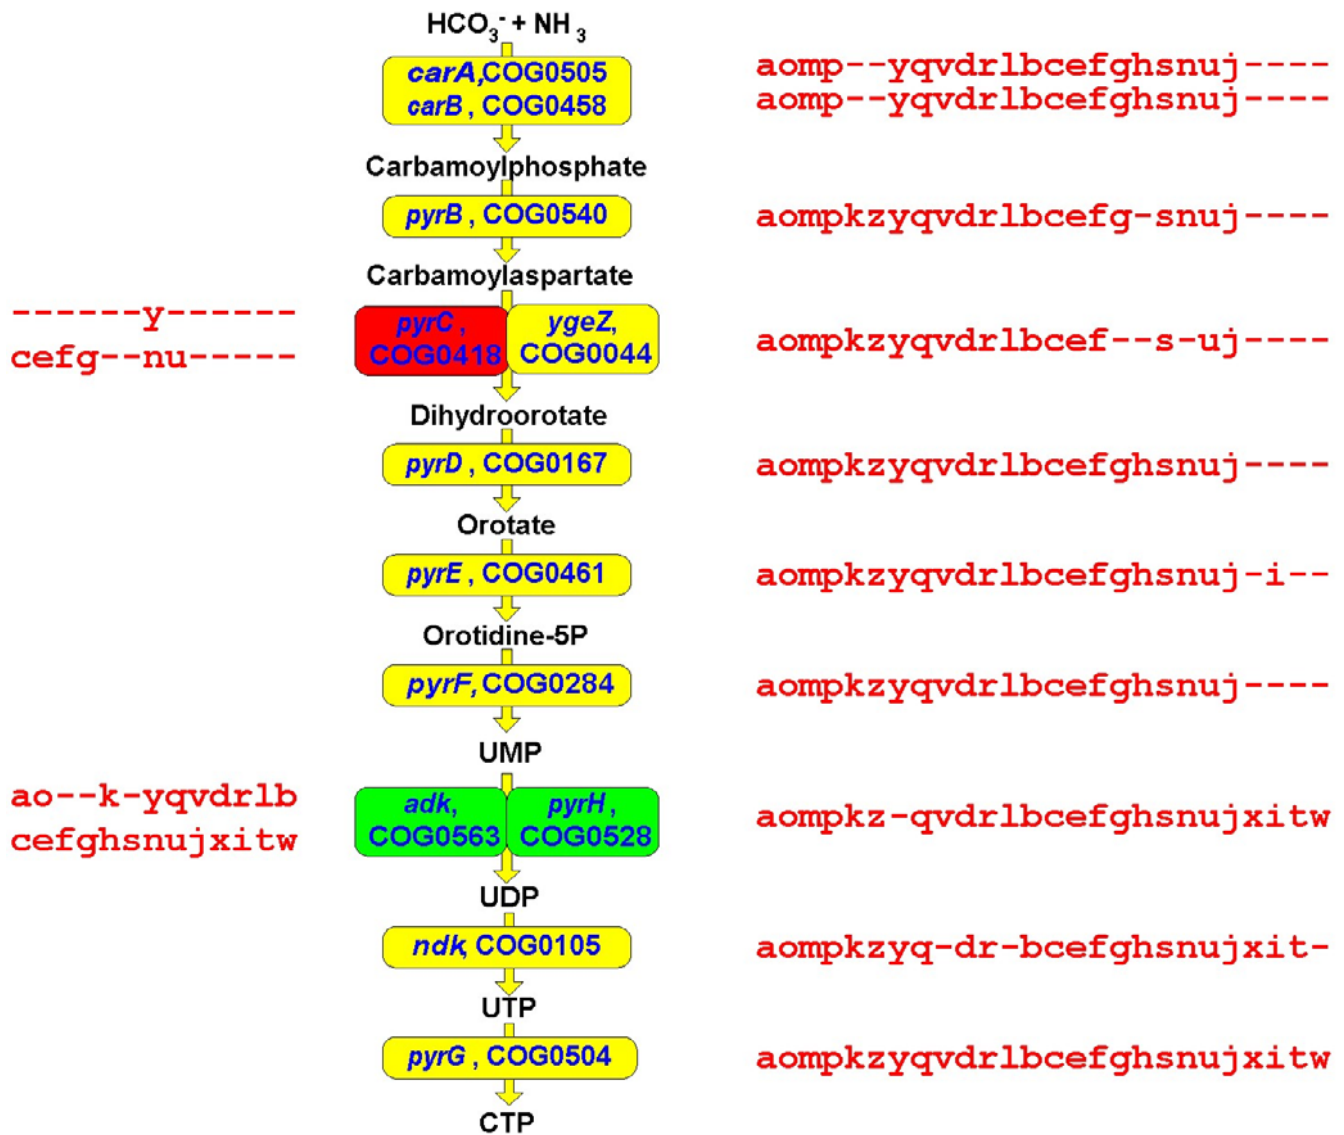 HCO3- + NH3
carA,COG0505
carB, COG0458
aomp--yqvdrlbcefghsnuj----
aomp--yqvdrlbcefghsnuj----
Carbamoylphosphate
pyrB, COG0540
aompkzyqvdrlbcefg-snuj----
Carbamoylaspartate
------y------
cefg--nu-----
pyrC,
COG0418
ygeZ,
COG0044
aompkzyqvdrlbcef--s-uj----
Dihydroorotate
pyrD, COG0167
aompkzyqvdrlbcefghsnuj----
Orotate
pyrE, COG0461
aompkzyqvdrlbcefghsnuj-i--
Orotidine-5P
pyrF,COG0284
aompkzyqvdrlbcefghsnuj----
UMP
ao--k-yqvdrlb
cefghsnujxitw
adk,
COG0563
pyrH,
COG0528
aompkz-qvdrlbcefghsnujxitw
UDP
ndk, COG0105
aompkzyq-dr-bcefghsnujxit-
UTP
pyrG, COG0504
aompkzyqvdrlbcefghsnujxitw
CTP